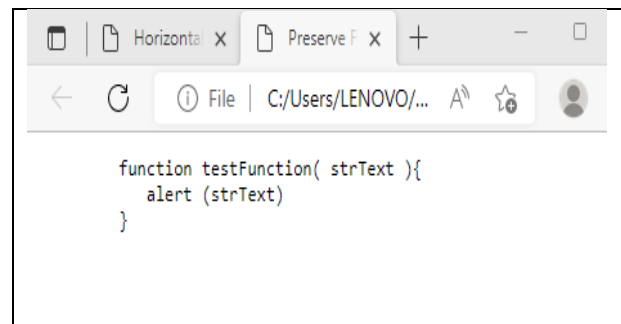 Horizontal
Preserve F
File
C:/Users/LENOVO/...
function testFunction( strText ){
alert (strText)
}